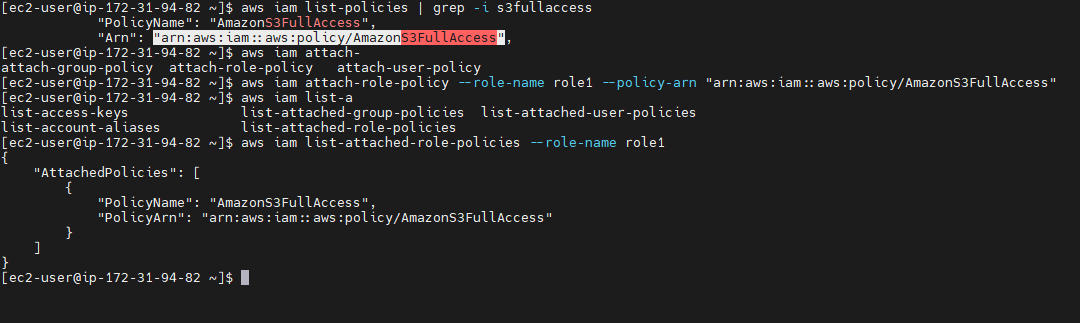 [ec2-user@ip-172-31-94-82 ~]$ aws iam list-policies | grep -i s3fullaccess
            "PolicyName": "AmazonS3FullAccess",
            "Arn": "arn:aws:iam::aws:policy/AmazonS3FullAccess",
[ec2-user@ip-172-31-94-82 ~]$ aws iam attach-
attach-group-policy  attach-role-policy   attach-user-policy
[ec2-user@ip-172-31-94-82 ~]$ aws iam attach-role-policy --role-name role1 --policy-arn "arn:aws:iam::aws:policy/AmazonS3FullAccess"
[ec2-user@ip-172-31-94-82 ~]$ aws iam list-a
list-access-keys              list-attached-group-policies  list-attached-user-policies
list-account-aliases          list-attached-role-policies
[ec2-user@ip-172-31-94-82 ~]$ aws iam list-attached-role-policies --role-name role1
{
    "AttachedPolicies": [
        {
            "PolicyName": "AmazonS3FullAccess",
            "PolicyArn": "arn:aws:iam::aws:policy/AmazonS3FullAccess"
        }
    ]
}
[ec2-user@ip-172-31-94-82 ~]$